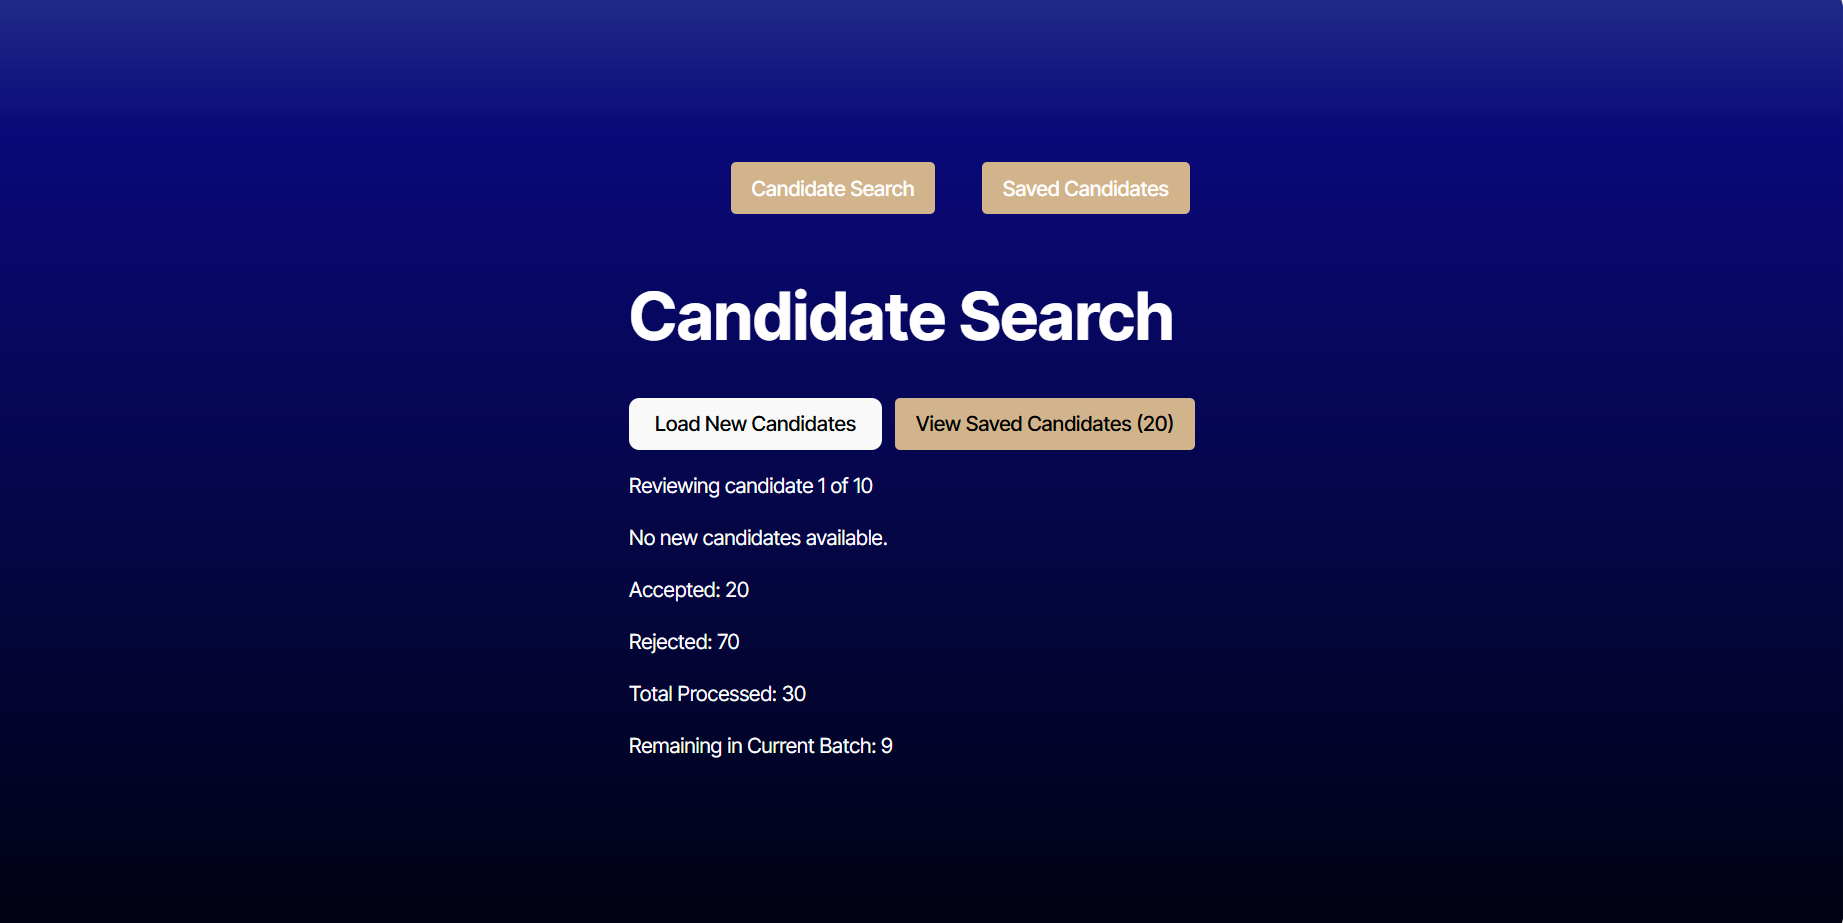 Candidate Search
Saved Candidates
Candidate Search
Load New Candidates
View Saved Candidates (20)
Reviewing candidate 1 of 10
No new candidates available.
Accepted: 20
Rejected: 70
Total Processed: 30
Remaining in Current Batch: 9